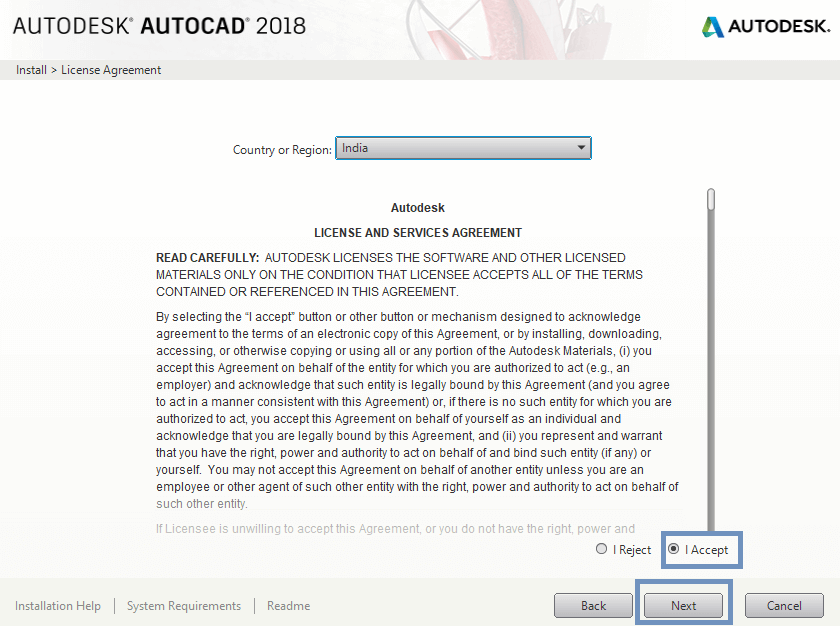 AUTODESK® AUTOCAD® 2018
AUTODESK.
Install > License Agreement
Country or Region: India
Autodesk
LICENSE AND SERVICES AGREEMENT
READ CAREFULLY: AUTODESK LICENSES THE SOFTWARE AND OTHER LICENSED
MATERIALS ONLY ON THE CONDITION THAT LICENSEE ACCEPTS ALL OF THE TERMS
CONTAINED OR REFERENCED IN THIS AGREEMENT.
By selecting the “I accept” button or other button or mechanism designed to acknowledge
agreement to the terms of an electronic copy of this Agreement, or by installing, downloading,
accessing, or otherwise copying or using all or any portion of the Autodesk Materials, (i) you
accept this Agreement on behalf of the entity for which you are authorized to act (e.g., an
employer) and acknowledge that such entity is legally bound by this Agreement (and you agree
to act in a manner consistent with this Agreement) or, if there is no such entity for which you are
authorized to act, you accept this Agreement on behalf of yourself as an individual and
acknowledge that you are legally bound by this Agreement, and (ii) you represent and warrant
that you have the right, power and authority to act on behalf of and bind such entity (if any) or
yourself. You may not accept this Agreement on behalf of another entity unless you are an
employee or other agent of such other entity with the right, power and authority to act on behalf of
such other entity.
If Licensee is unwilling to accept this Agreement, or you do not have the right, power and
I Reject I Accept
Installation Help System Requirements Readme Back Next Cancel